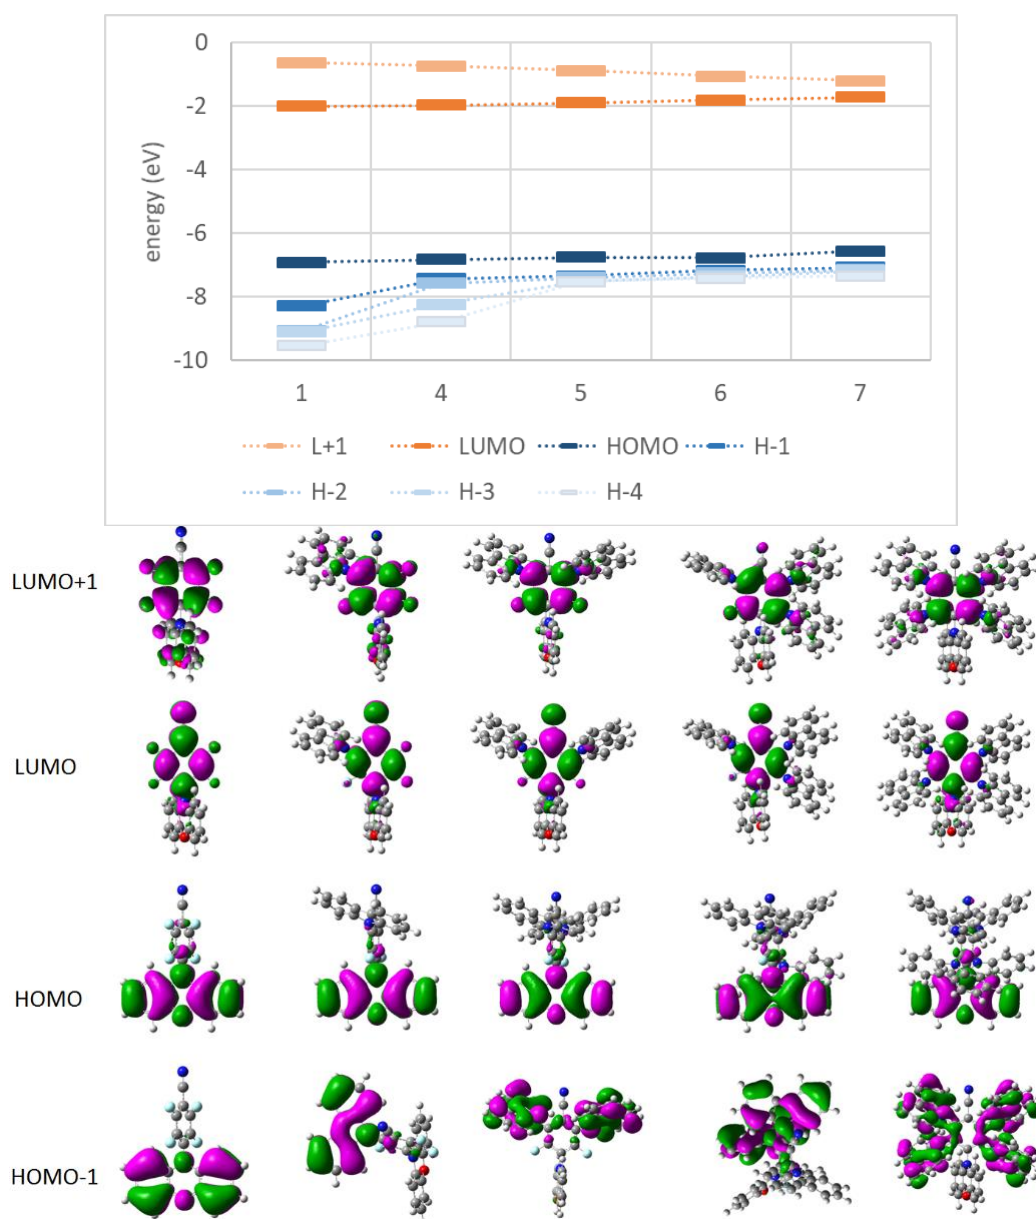 0
-2
-4
-6
-8
-10
energy (eV)
1 4 5 6 7
L+1 LUMO HOMO H-1
H-2 H-3 H-4
LUMO+1
LUMO
HOMO
HOMO-1